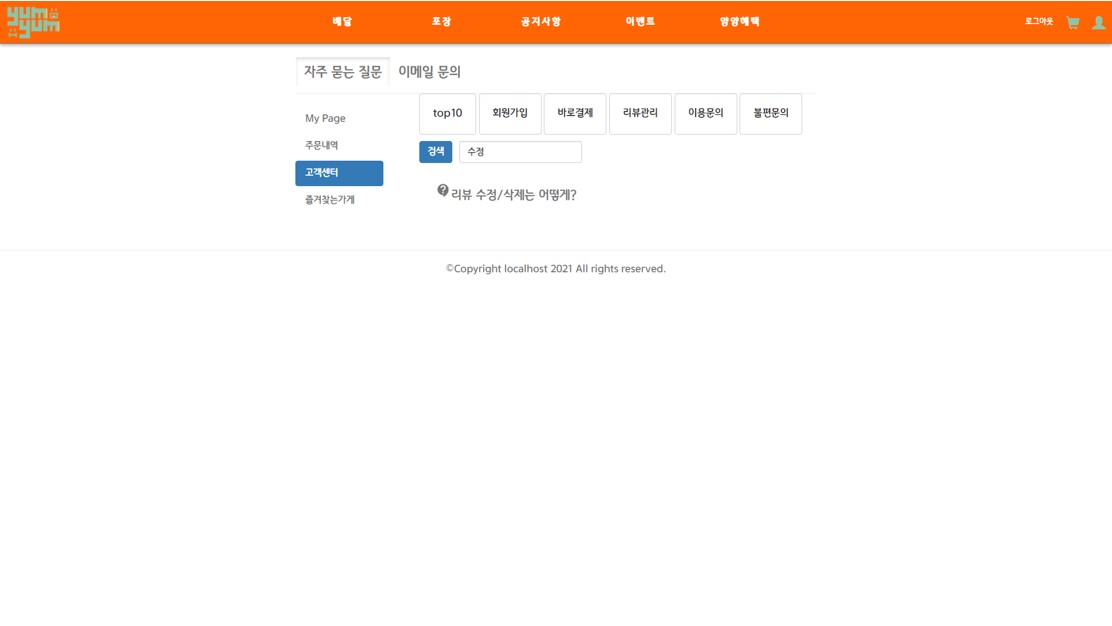 yum yum
배달 포장 공지사항 이벤트 얌얌혜택 로그아웃
자주 묻는 질문 이메일 문의
My Page
주문내역
고객센터
즐겨찾는가게
top10 회원가입 바로결제 리뷰관리 이용문의 불편문의
검색 수정
리뷰 수정/삭제는 어떻게?
©Copyright localhost 2021 All rights reserved.